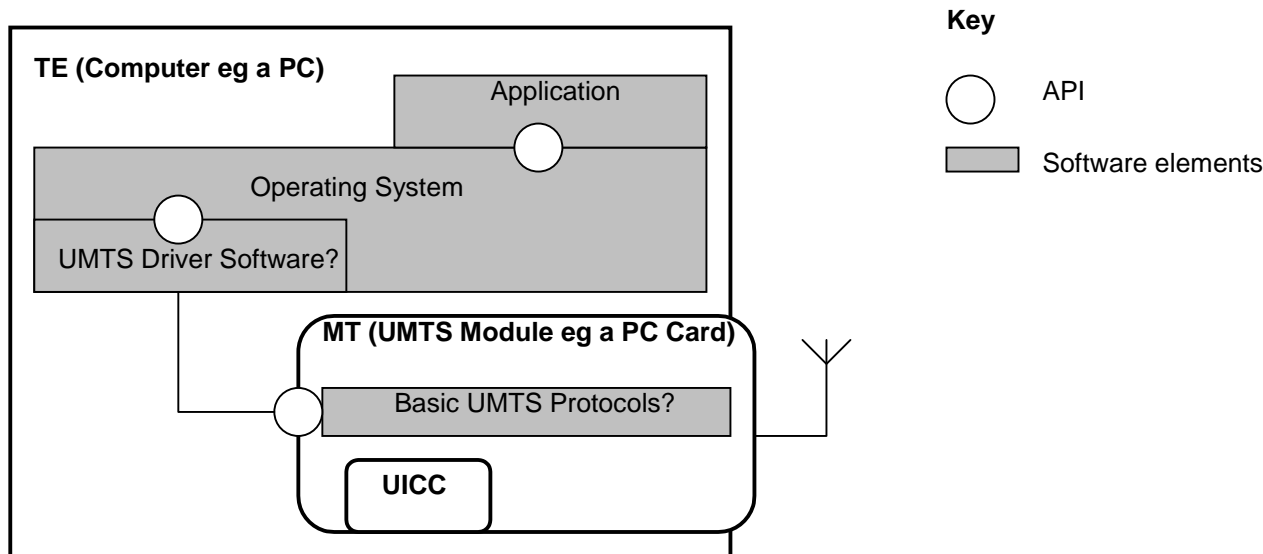 Key
TE (Computer eg a PC)
Application
API
Software elements
Operating System
UMTS Driver Software?
MT (UMTS Module eg a PC Card)
Basic UMTS Protocols?
UICC